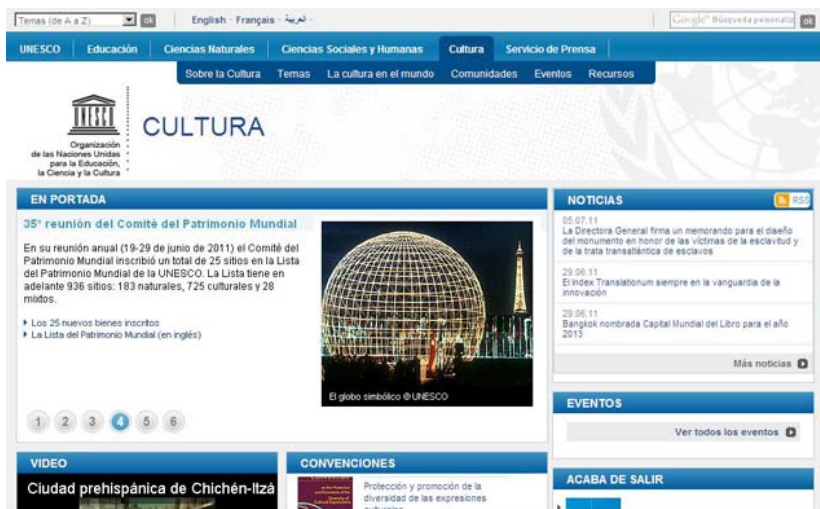 Temas (de A a Z) ok English · Français · العربية ·
Google™ Búsqueda personaliz ok
UNESCO Educación Ciencias Naturales Ciencias Sociales y Humanas Cultura Servicio de Prensa
Sobre la Cultura Temas La cultura en el mundo Comunidades Eventos Recursos
Organización
de las Naciones Unidas
para la Educación,
la Ciencia y la Cultura
CULTURA
EN PORTADA
35° reunión del Comité del Patrimonio Mundial
En su reunión anual (19-29 de junio de 2011) el Comité del
Patrimonio Mundial inscribió un total de 25 sitios en la Lista
del Patrimonio Mundial de la UNESCO. La Lista tiene en
adelante 936 sitios: 183 naturales, 725 culturales y 28
mixtos.
Los 25 nuevos bienes inscritos
La Lista del Patrimonio Mundial (en inglés)
El globo simbólico © UNESCO
1 2 3 4 5 6
NOTICIAS RSS
05.07.11
La Directora General firma un memorando para el diseño
del monumento en honor de las víctimas de la esclavitud y
de la trata transatlántica de esclavos
29.06.11
El Index Translationum siempre en la vanguardia de la
innovación
29.06.11
Bangkok nombrada Capital Mundial del Libro para el año
2013
Más noticias
EVENTOS
Ver todos los eventos
VIDEO
Ciudad prehispánica de Chichén-Itzá
CONVENCIONES
Protección y promoción de la
diversidad de las expresiones
ACABA DE SALIR